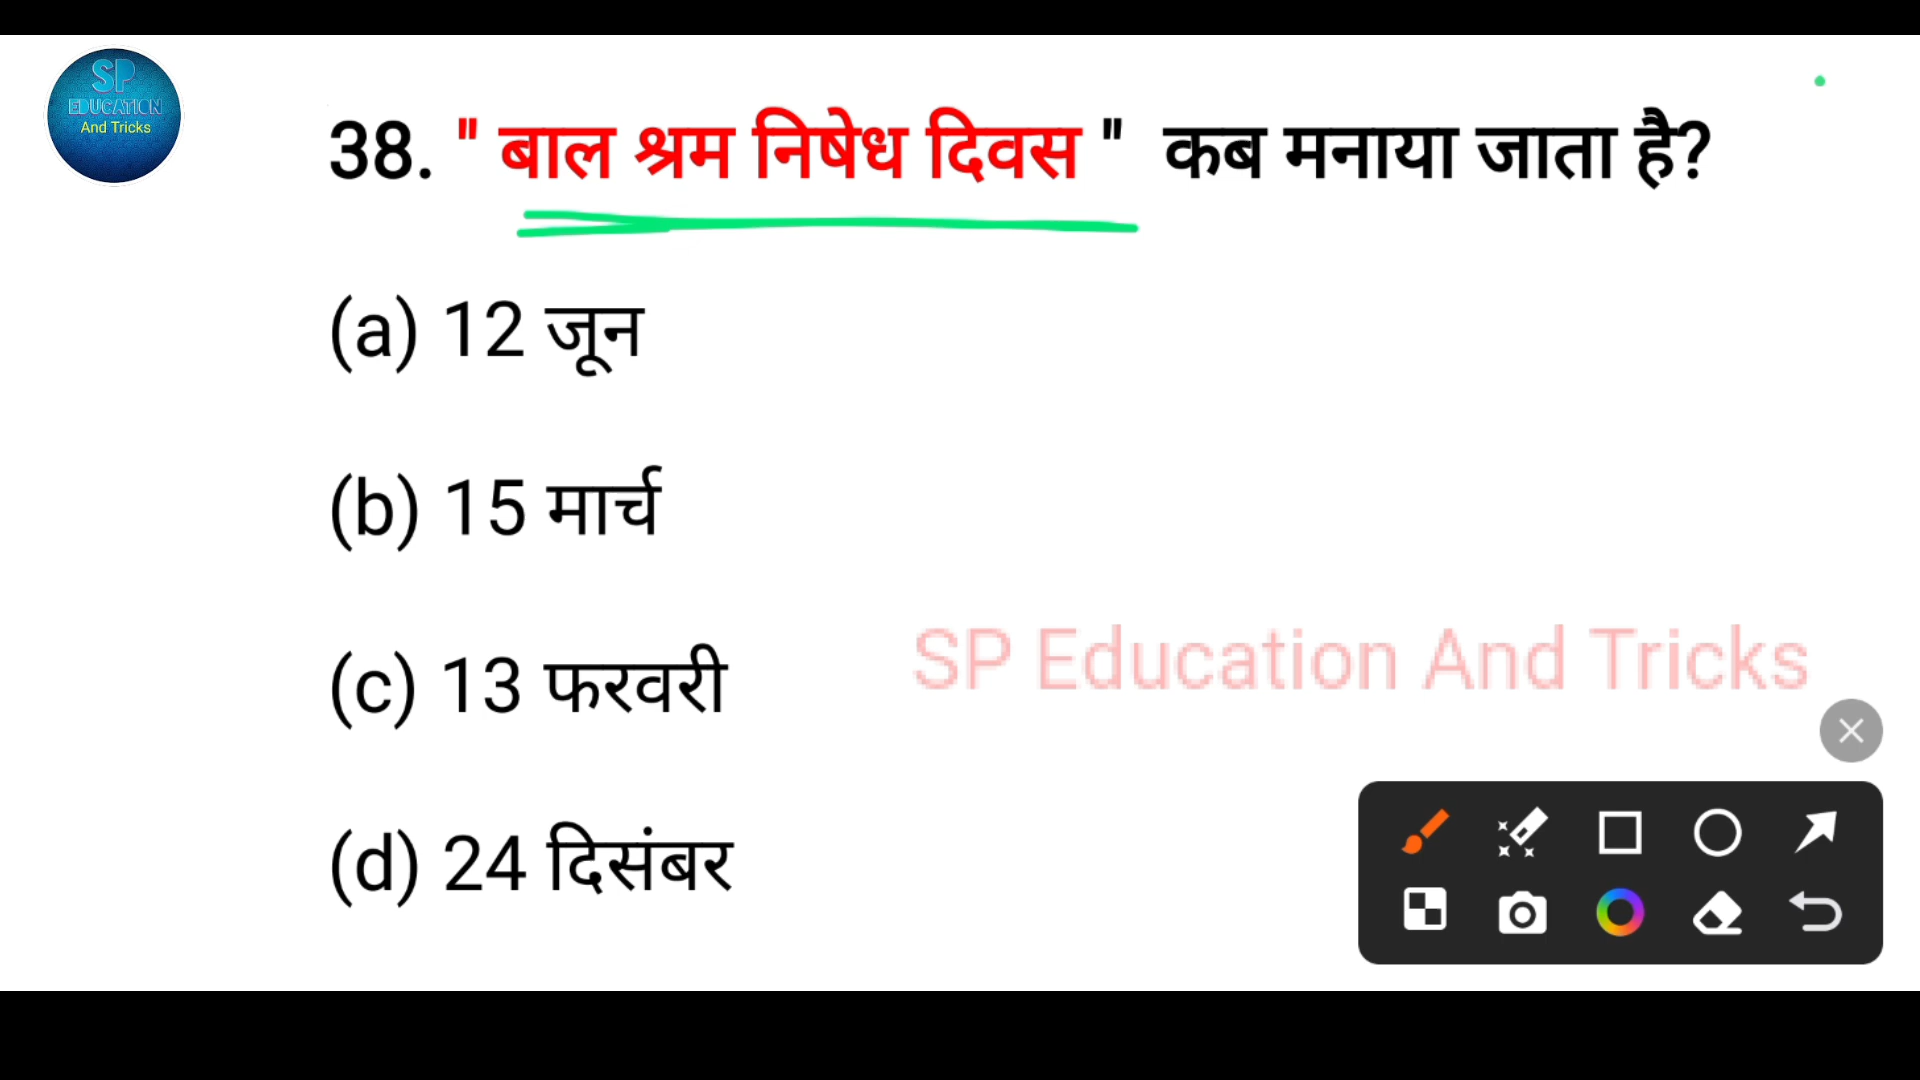 SP
EDUCATION
And Tricks
38. " बाल श्रम निषेध दिवस " कब मनाया जाता है?
(a) 12 जून
(b) 15 मार्च
(c) 13 फरवरी
SP Education And Tricks
(d) 24 दिसंबर